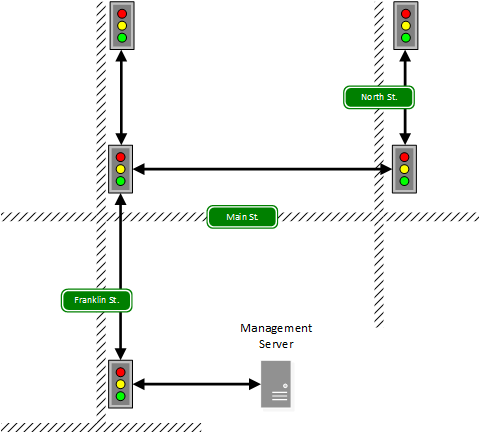 North St.
Main St.
Franklin St.
Management
Server